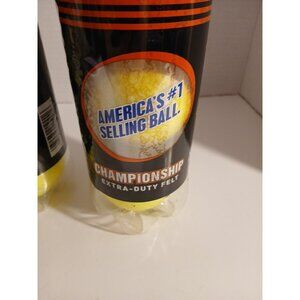 AMERICA'S #1
SELLING BALL.
CHAMPIONSHIP
EXTRA-DUTY FELT